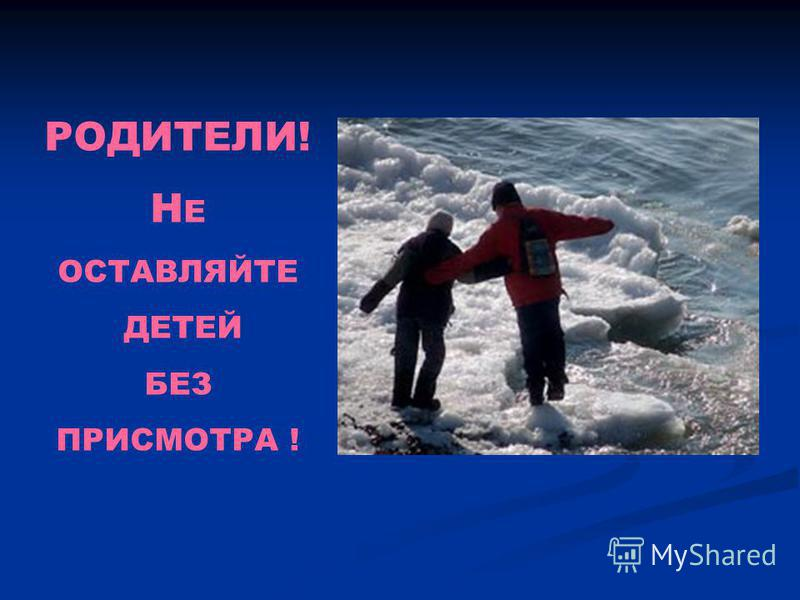 РОДИТЕЛИ!
НЕ
ОСТАВЛЯЙТЕ
ДЕТЕЙ
БЕЗ
ПРИСМОТРА !
MyShared